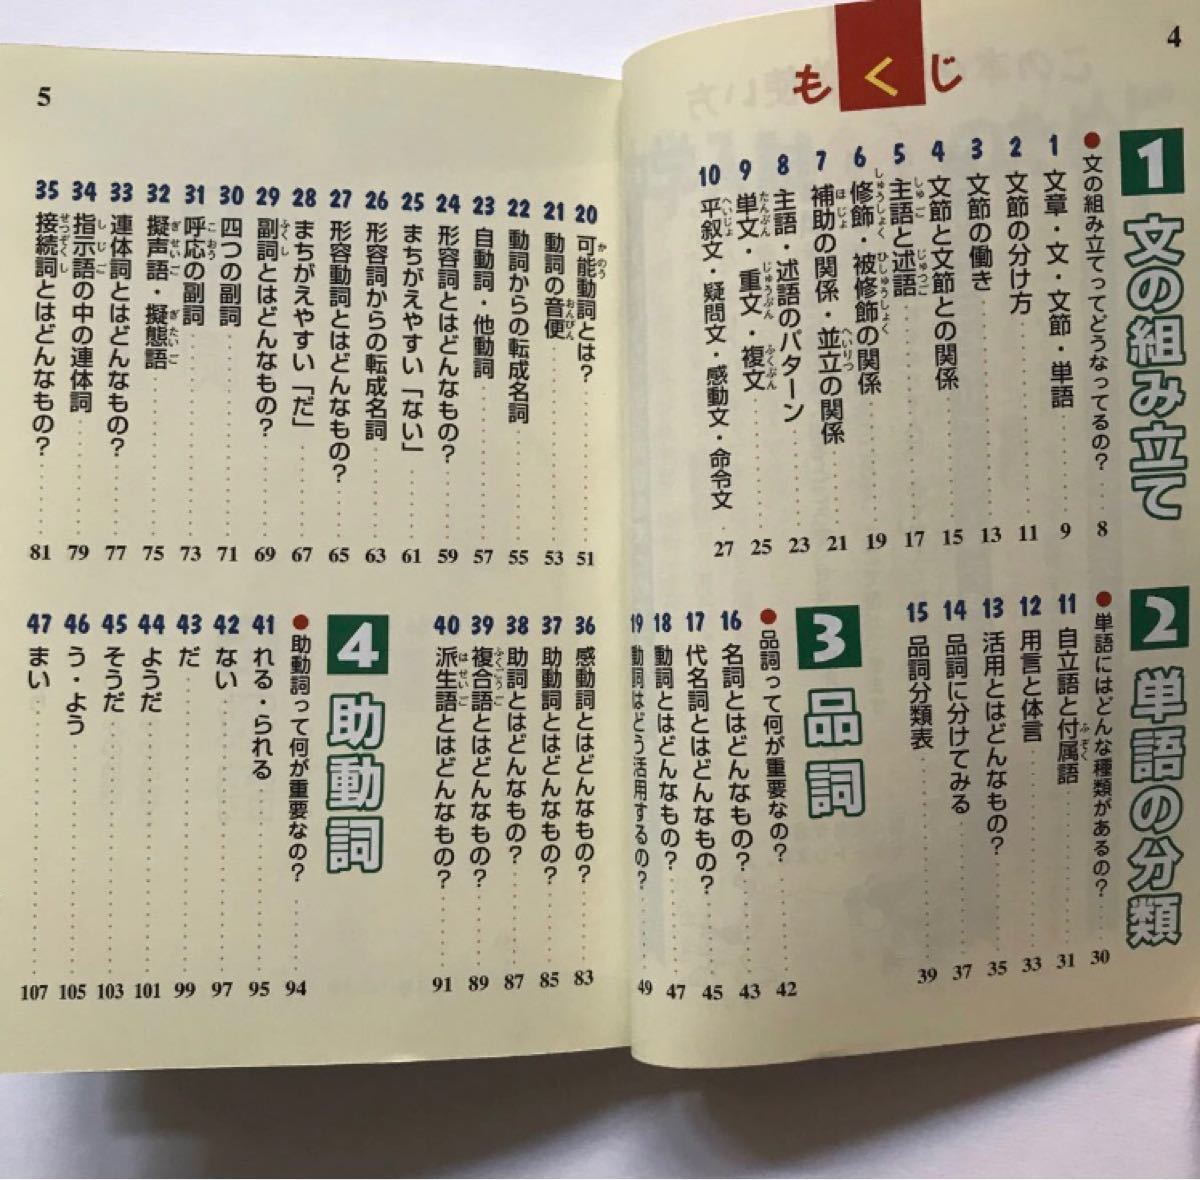 4
もくじ
1 文の組み立て
●文の組み立てってどうなってるの?‥‥8
1 文章・文・文節・単語‥‥9
2 文節の分け方‥‥11
3 文節の働き‥‥13
4 文節と文節との関係‥‥15
5 主語と述語‥‥17
6 修飾・被修飾の関係‥‥19
7 補助の関係・並立の関係‥‥21
8 主語・述語のパターン‥‥23
9 単文・重文・複文‥‥25
10 平叙文・疑問文・感動文・命令文‥‥27
2 単語の分類
●単語にはどんな種類があるの?‥‥30
11 自立語と付属語‥‥31
12 用言と体言‥‥33
13 活用とはどんなもの?‥‥35
14 品詞に分けてみる‥‥37
15 品詞分類表‥‥39
3 品詞
●品詞って何が重要なの?‥‥42
16 名詞とはどんなもの?‥‥43
17 代名詞とはどんなもの?‥‥45
18 動詞とはどんなもの?‥‥47
19 動詞はどう活用するの?‥‥49
5
20 可能動詞とは?‥‥51
21 動詞の音便‥‥53
22 動詞からの転成名詞‥‥55
23 自動詞・他動詞‥‥57
24 形容詞とはどんなもの?‥‥59
25 まちがえやすい「ない」‥‥61
26 形容詞からの転成名詞‥‥63
27 形容動詞とはどんなもの?‥‥65
28 まちがえやすい「だ」‥‥67
29 副詞とはどんなもの?‥‥69
30 四つの副詞‥‥71
31 呼応の副詞‥‥73
32 擬声語・擬態語‥‥75
33 連体詞とはどんなもの?‥‥77
34 指示語の中の連体詞‥‥79
35 接続詞とはどんなもの?‥‥81
36 感動詞とはどんなもの?‥‥83
37 助動詞とはどんなもの?‥‥85
38 助詞とはどんなもの?‥‥87
39 複合語とはどんなもの?‥‥89
40 派生語とはどんなもの?‥‥91
4 助動詞
●助動詞って何が重要なの?‥‥94
41 れる・られる‥‥95
42 ない‥‥97
43 だ‥‥99
44 ようだ‥‥101
45 そうだ‥‥103
46 う・よう‥‥105
47 まい‥‥107